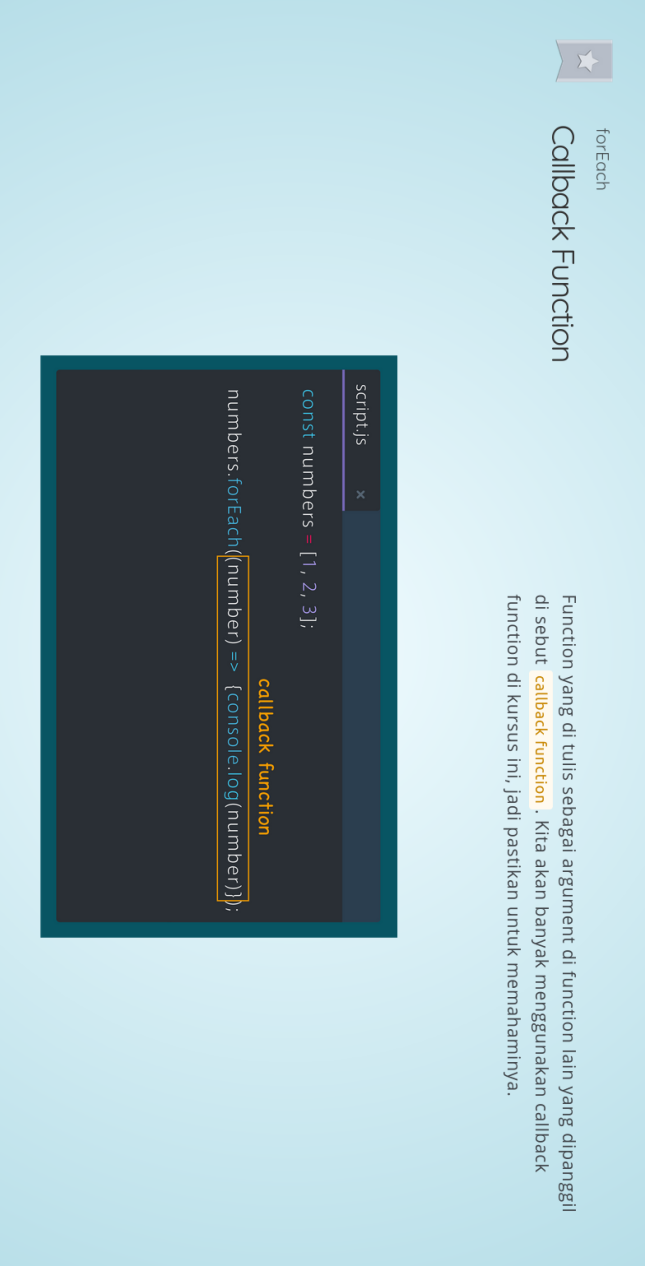 forEach
Callback Function
Function yang di tulis sebagai argument di function lain yang dipanggil
di sebut callback function . Kita akan banyak menggunakan callback
function di kursus ini, jadi pastikan untuk memahaminya.
script.js ×
const numbers = [1, 2, 3];
callback function
numbers.forEach((number) => {console.log(number)});